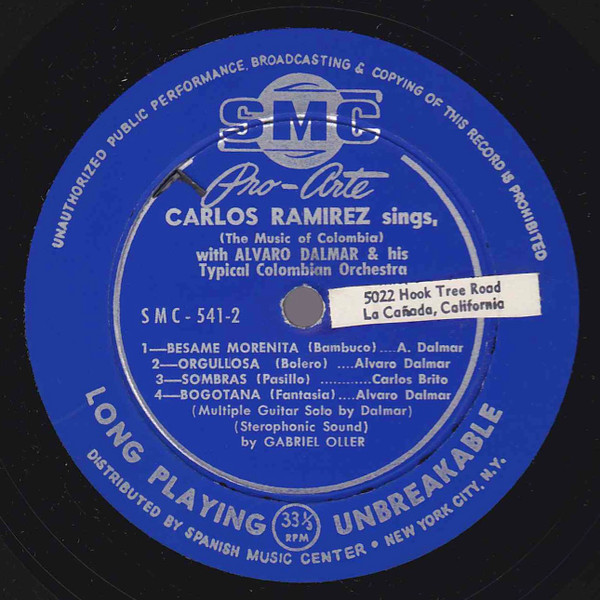 UNAUTHORIZED PUBLIC PERFORMANCE, BROADCASTING & COPYING OF THIS RECORD IS PROHIBITED
SMC
Pro-Arte
CARLOS RAMIREZ sings,
(The Music of Colombia)
with ALVARO DALMAR & his
Typical Colombian Orchestra
5022 Hook Tree Road
La Cañada, California
SMC-541-2
1—BESAME MORENITA (Bambuco)....A. Dalmar
2—ORGULLOSA (Bolero) ....Alvaro Dalmar
3—SOMBRAS (Pasillo) ............Carlos Brito
4—BOGOTANA (Fantasia)....Alvaro Dalmar
(Multiple Guitar Solo by Dalmar)
(Sterophonic Sound)
by GABRIEL OLLER
LONG PLAYING 33⅓ RPM UNBREAKABLE
DISTRIBUTED BY SPANISH MUSIC CENTER • NEW YORK CITY, N.Y.